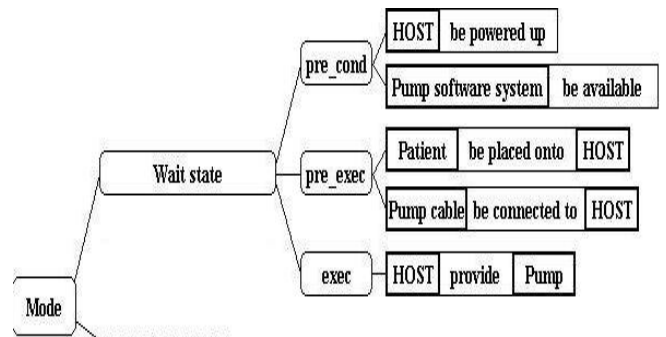 HOST be powered up
pre_cond
Pump software system be available
Wait state
Patient be placed onto HOST
pre_exec
Pump cable be connected to HOST
exec
HOST provide Pump
Mode